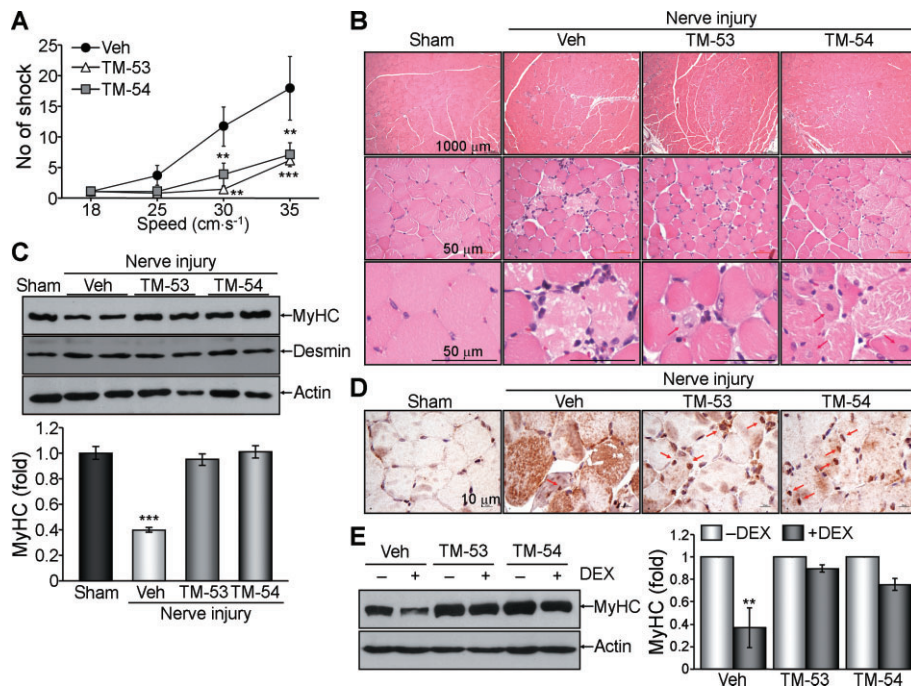 A
Veh
TM-53
TM-54
No of shock
25
20
15
10
5
0
**
**
**
***
18
25
30
35
Speed (cm·s⁻¹)
B
Nerve injury
Sham
Veh
TM-53
TM-54
1000 µm
50 µm
50 µm
C
Nerve injury
Sham
Veh
TM-53
TM-54
MyHC
Desmin
Actin
MyHC (fold)
1.2
1
0.8
0.6
0.4
0.2
0
***
Sham
Veh
TM-53
TM-54
Nerve injury
D
Nerve injury
Sham
Veh
TM-53
TM-54
10 µm
E
Veh
TM-53
TM-54
– + – + – + DEX
MyHC
Actin
–DEX
+DEX
MyHC (fold)
1
0.8
0.6
0.4
0.2
0
**
Veh
TM-53
TM-54